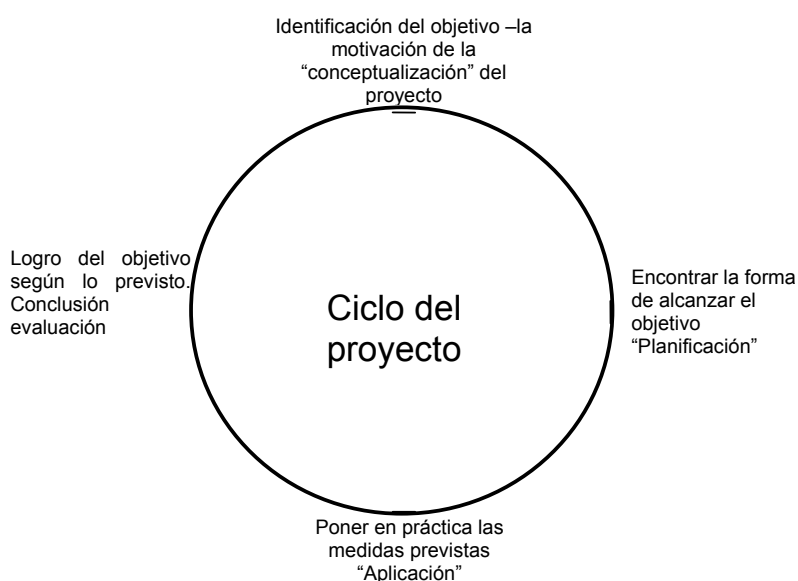 Identificación del objetivo –la
motivación de la
“conceptualización” del
proyecto
Logro del objetivo
según lo previsto.
Conclusión
evaluación
Ciclo del
proyecto
Encontrar la forma
de alcanzar el
objetivo
“Planificación”
Poner en práctica las
medidas previstas
“Aplicación”